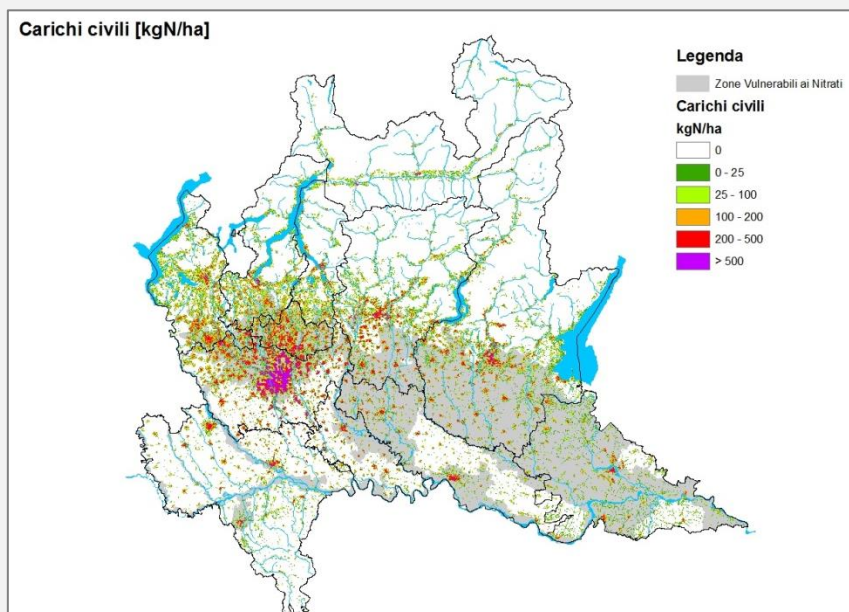 Carichi civili [kgN/ha]
Legenda
Zone Vulnerabili ai Nitrati
Carichi civili
kgN/ha
0
0 - 25
25 - 100
100 - 200
200 - 500
> 500